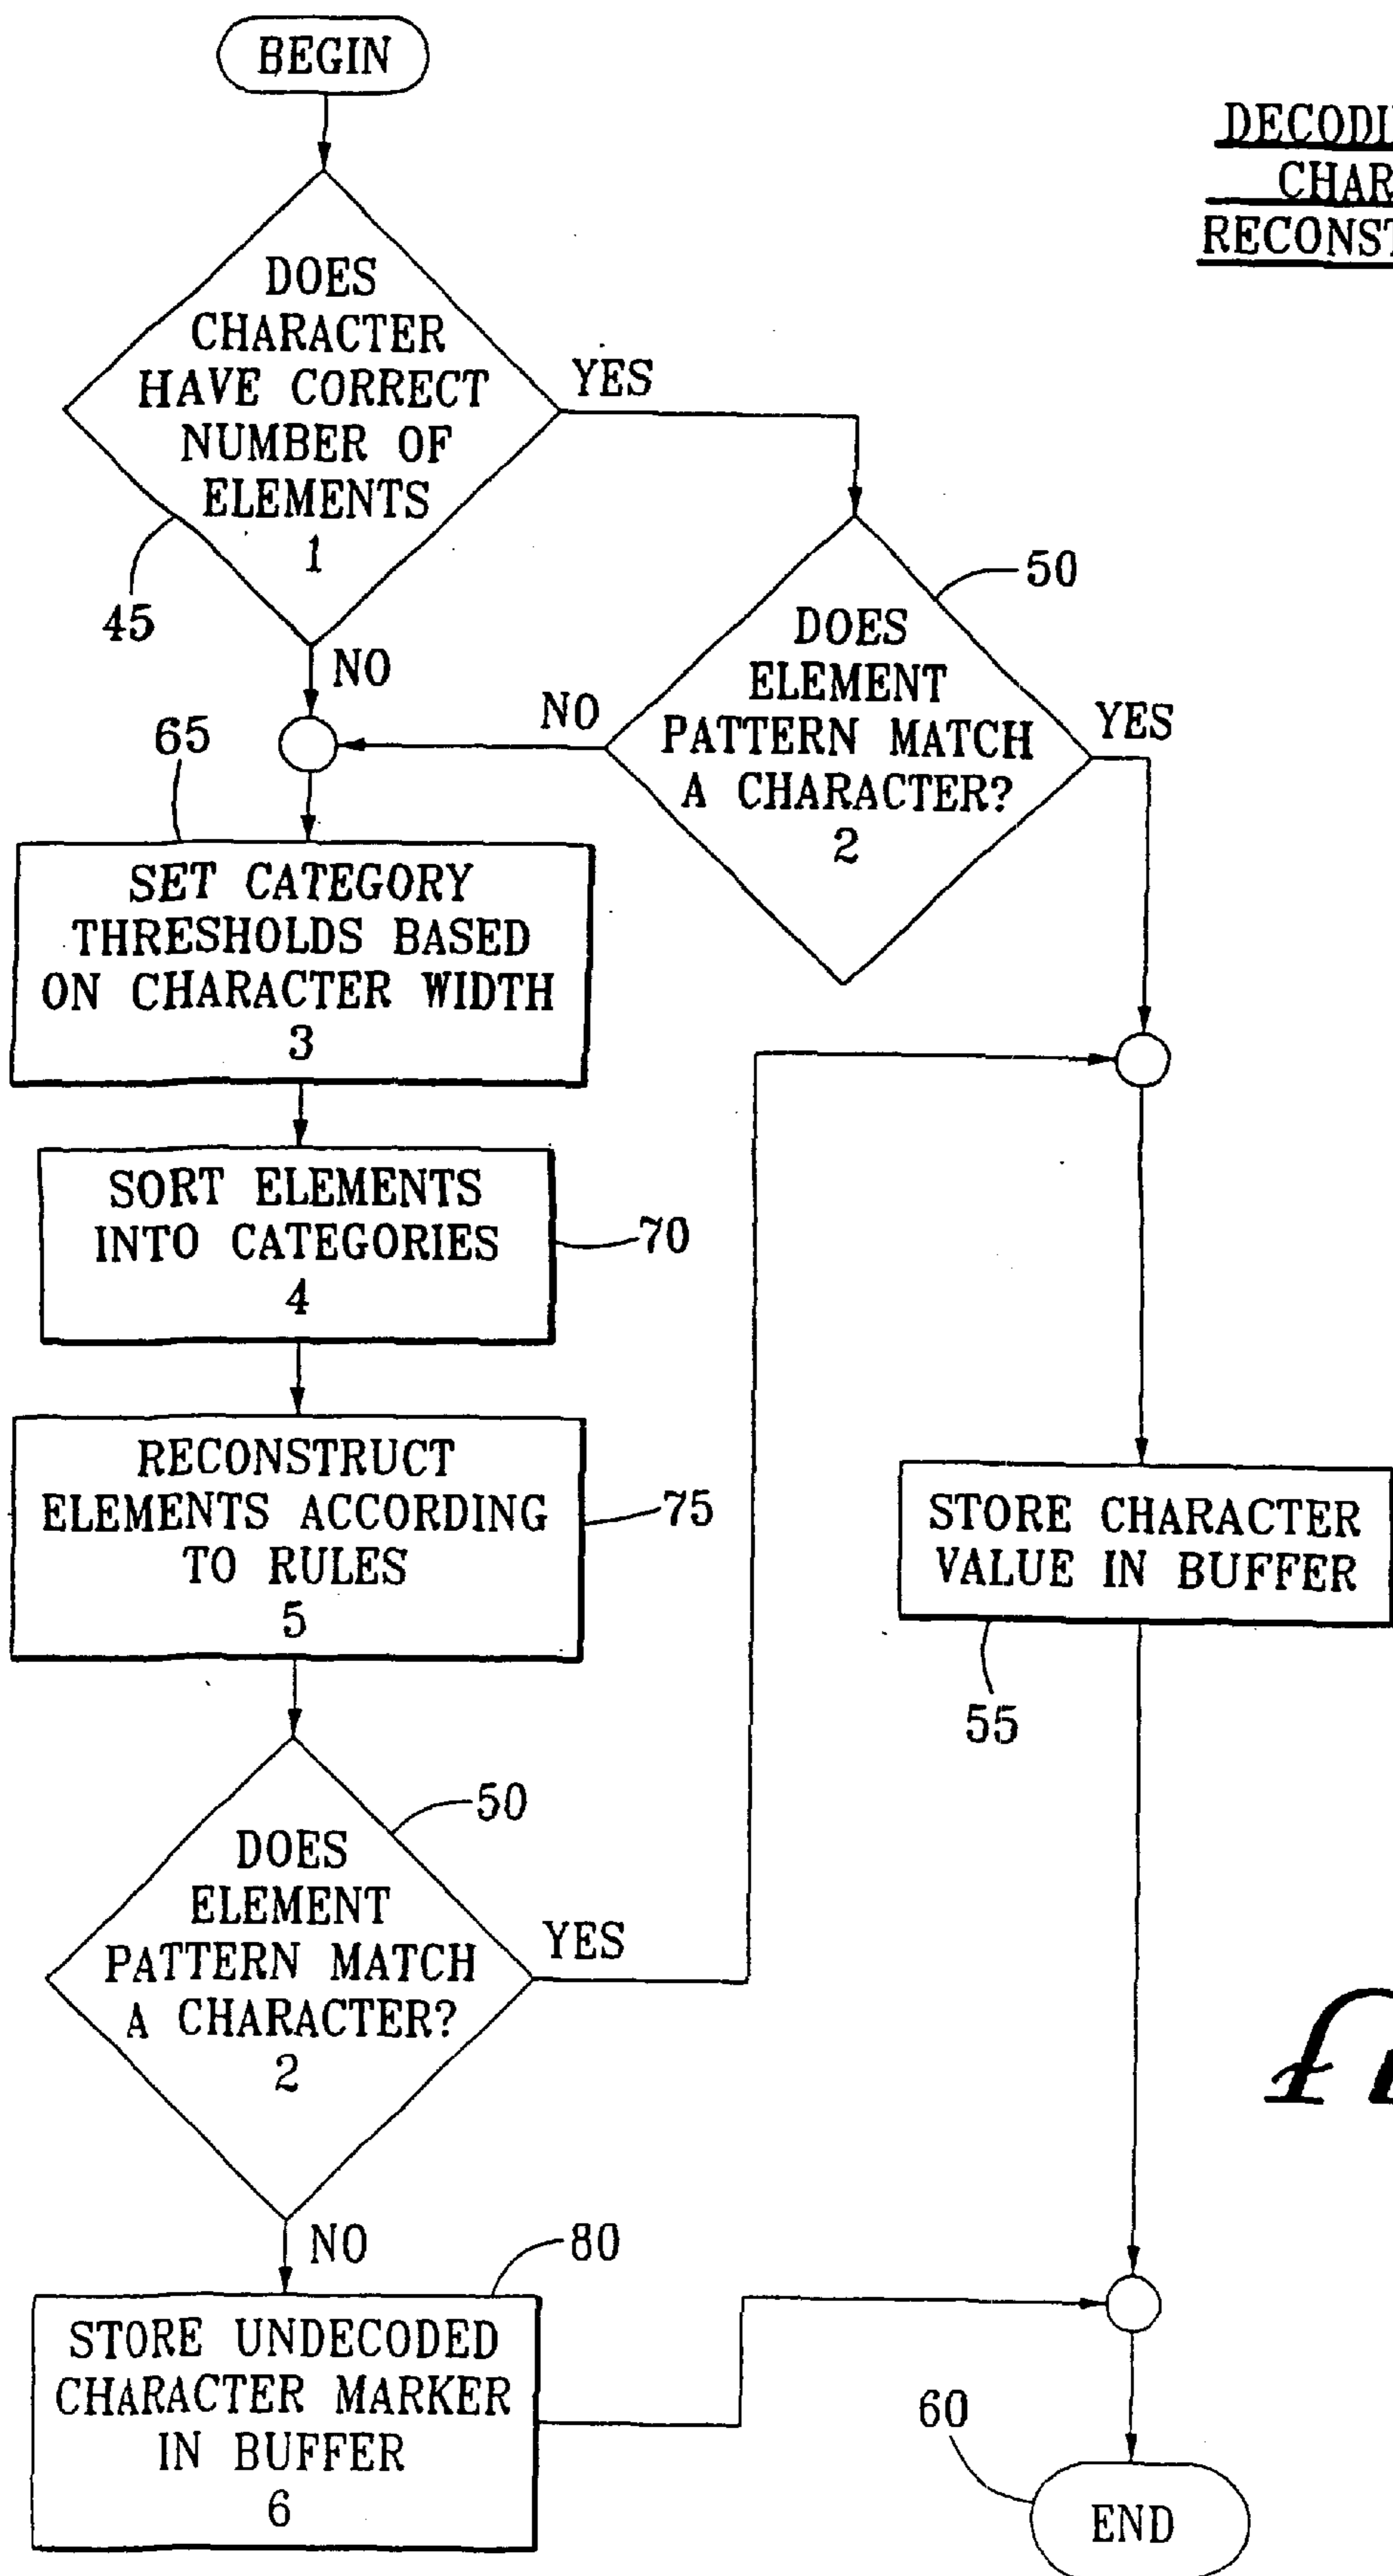 BEGIN
DOES
CHARACTER
HAVE CORRECT
NUMBER OF
ELEMENTS
1
YES
45
NO
50
DOES
ELEMENT
PATTERN MATCH
A CHARACTER?
2
NO
YES
65
SET CATEGORY
THRESHOLDS BASED
ON CHARACTER WIDTH
3
SORT ELEMENTS
INTO CATEGORIES
4
70
RECONSTRUCT
ELEMENTS ACCORDING
TO RULES
5
75
STORE CHARACTER
VALUE IN BUFFER
55
50
DOES
ELEMENT
PATTERN MATCH
A CHARACTER?
2
YES
NO
80
STORE UNDECODED
CHARACTER MARKER
IN BUFFER
6
60
END